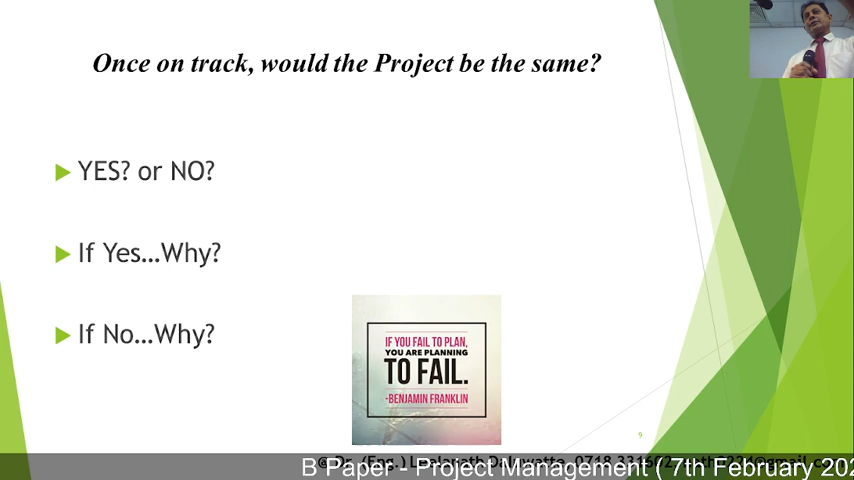 Once on track, would the Project be the same?
YES? or NO?
If Yes...Why?
If No...Why?
IF YOU FAIL TO PLAN,
YOU ARE PLANNING
TO FAIL.
-BENJAMIN FRANKLIN
9
B Paper - Project Management ( 7th February 202